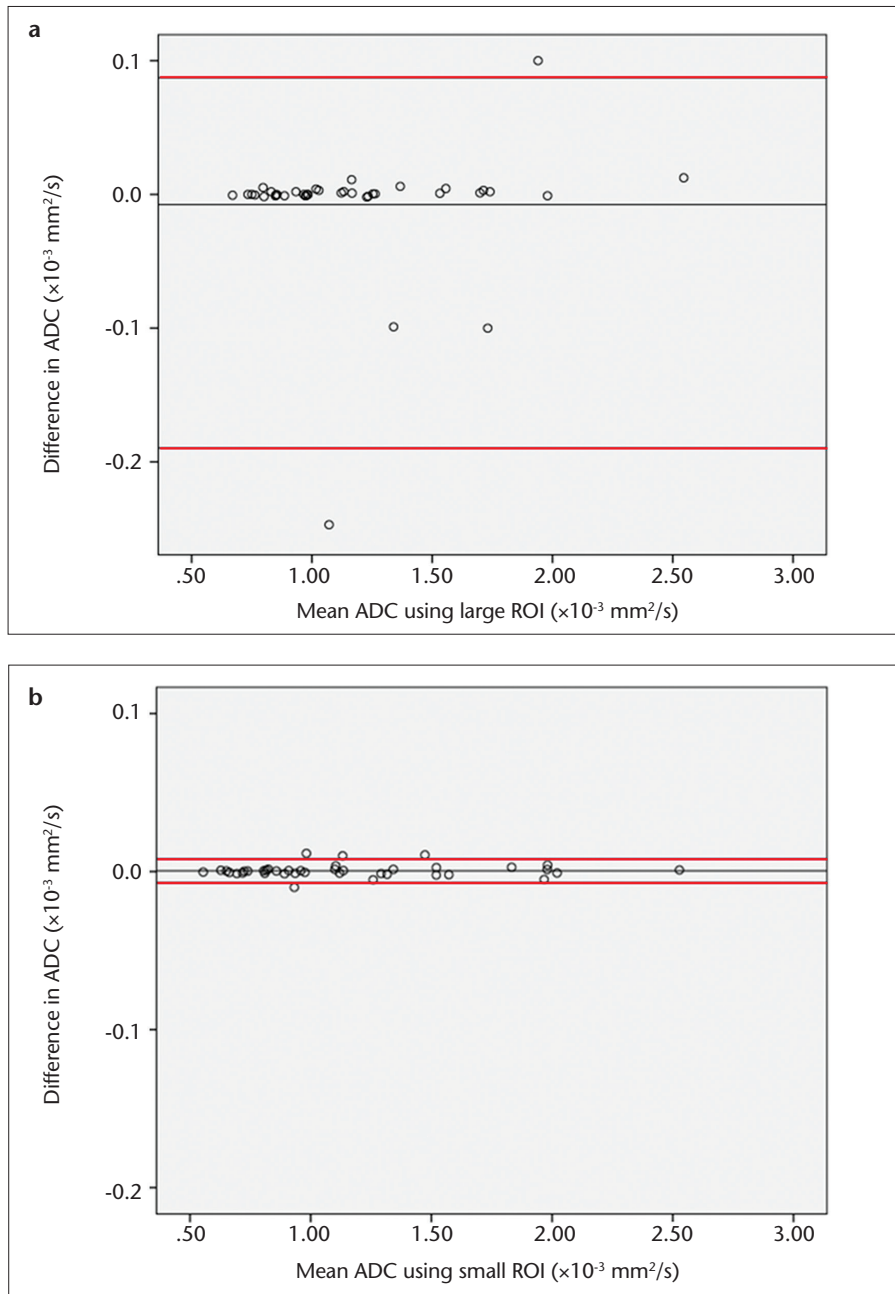 a
0.1
0.0
-0.1
-0.2
Difference in ADC (×10⁻³ mm²/s)
.50 1.00 1.50 2.00 2.50 3.00
Mean ADC using large ROI (×10⁻³ mm²/s)
b
0.1
0.0
-0.1
-0.2
Difference in ADC (×10⁻³ mm²/s)
.50 1.00 1.50 2.00 2.50 3.00
Mean ADC using small ROI (×10⁻³ mm²/s)